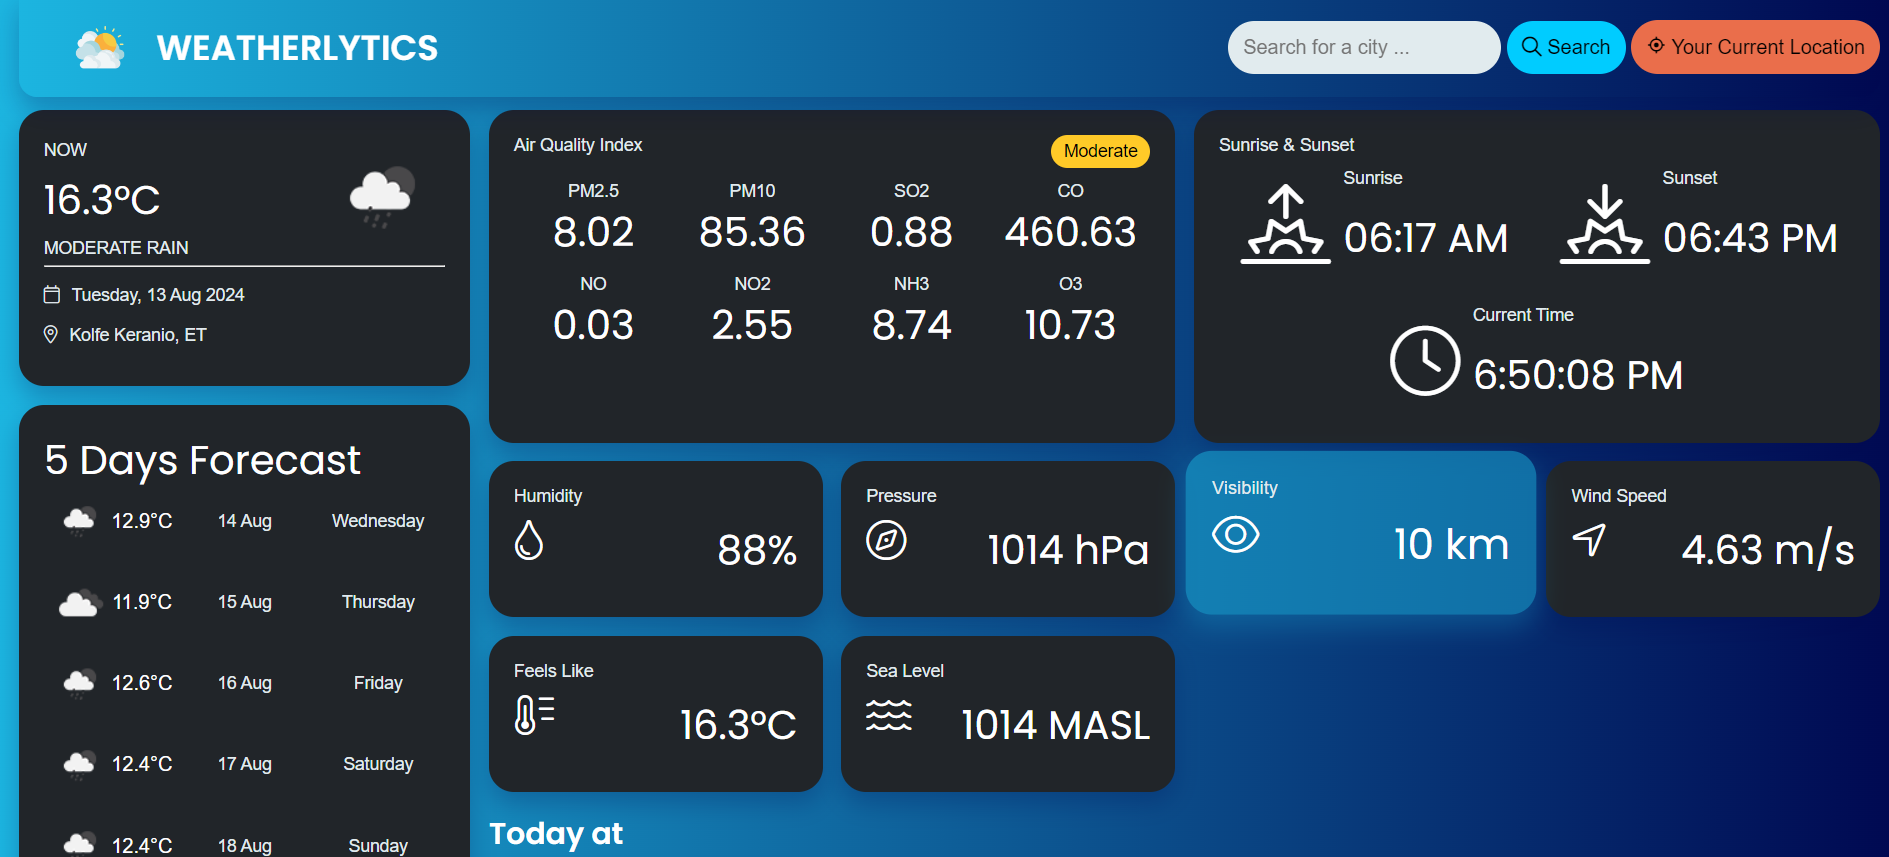 WEATHERLYTICS
Search for a city ...
Search
Your Current Location
NOW
16.3°C
MODERATE RAIN
Tuesday, 13 Aug 2024
Kolfe Keranio, ET
5 Days Forecast
12.9°C 14 Aug Wednesday
11.9°C 15 Aug Thursday
12.6°C 16 Aug Friday
12.4°C 17 Aug Saturday
12.4°C 18 Aug Sunday
Air Quality Index
Moderate
PM2.5 PM10 SO2 CO
8.02 85.36 0.88 460.63
NO NO2 NH3 O3
0.03 2.55 8.74 10.73
Sunrise & Sunset
Sunrise
06:17 AM
Sunset
06:43 PM
Current Time
6:50:08 PM
Humidity
88%
Pressure
1014 hPa
Visibility
10 km
Wind Speed
4.63 m/s
Feels Like
16.3°C
Sea Level
1014 MASL
Today at